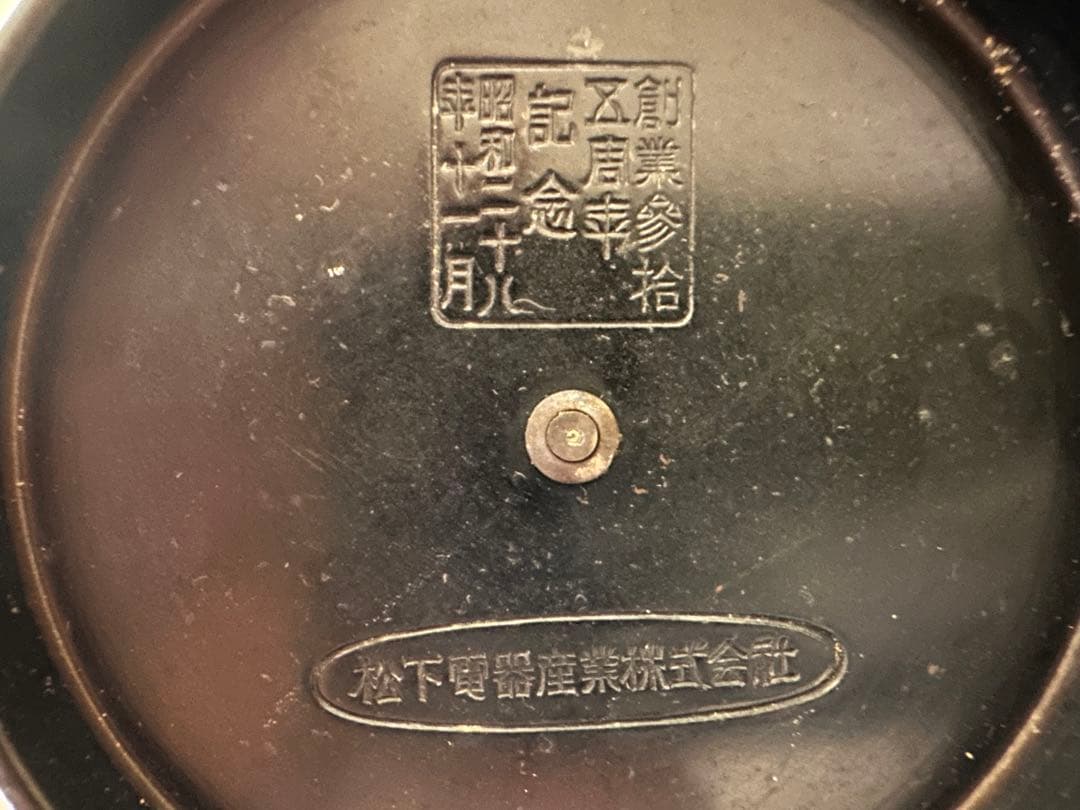 創業參拾
五周年
記念
昭和二十八
年十一月
松下電器産業株式会社